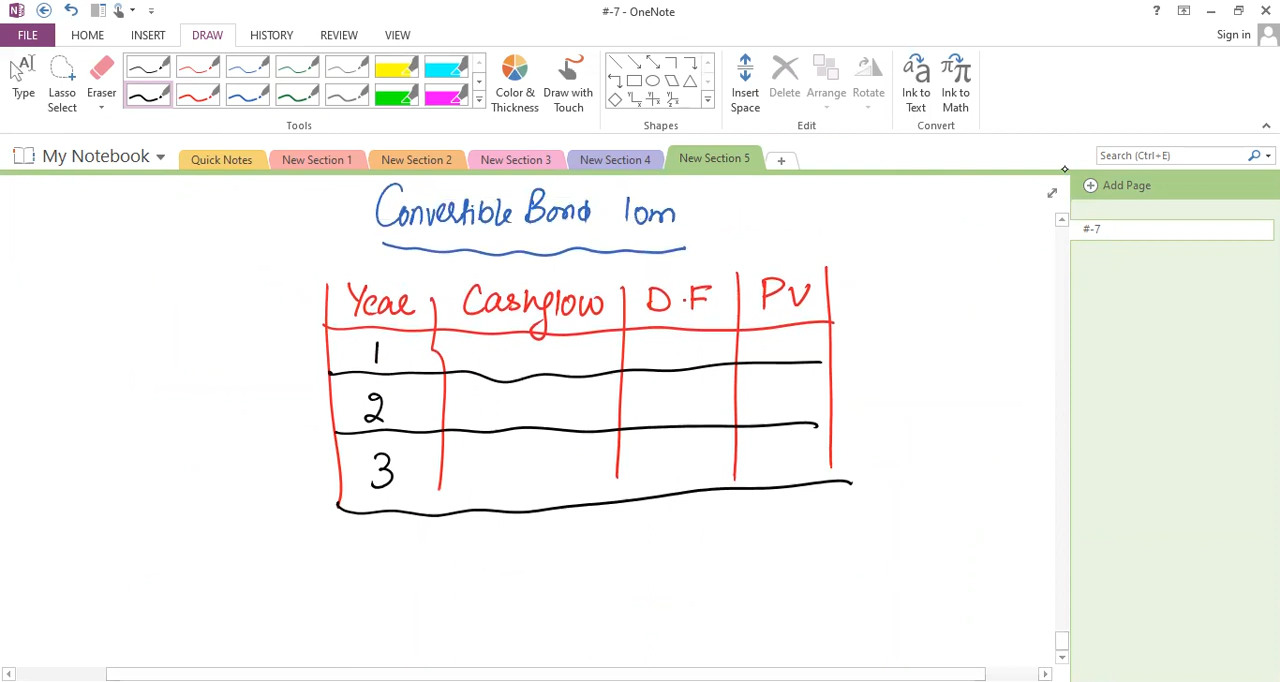 #-7 - OneNote
? 
FILE HOME INSERT DRAW HISTORY REVIEW VIEW Sign in
Type Lasso Select Eraser Color & Thickness Draw with Touch Insert Space Delete Arrange Rotate Ink to Text Ink to Math
Tools Shapes Edit Convert
My Notebook Quick Notes New Section 1 New Section 2 New Section 3 New Section 4 New Section 5 Search (Ctrl+E)
Add Page
#-7
Convertible Bond 10m
Year Cashflow D.F PV
1
2
3